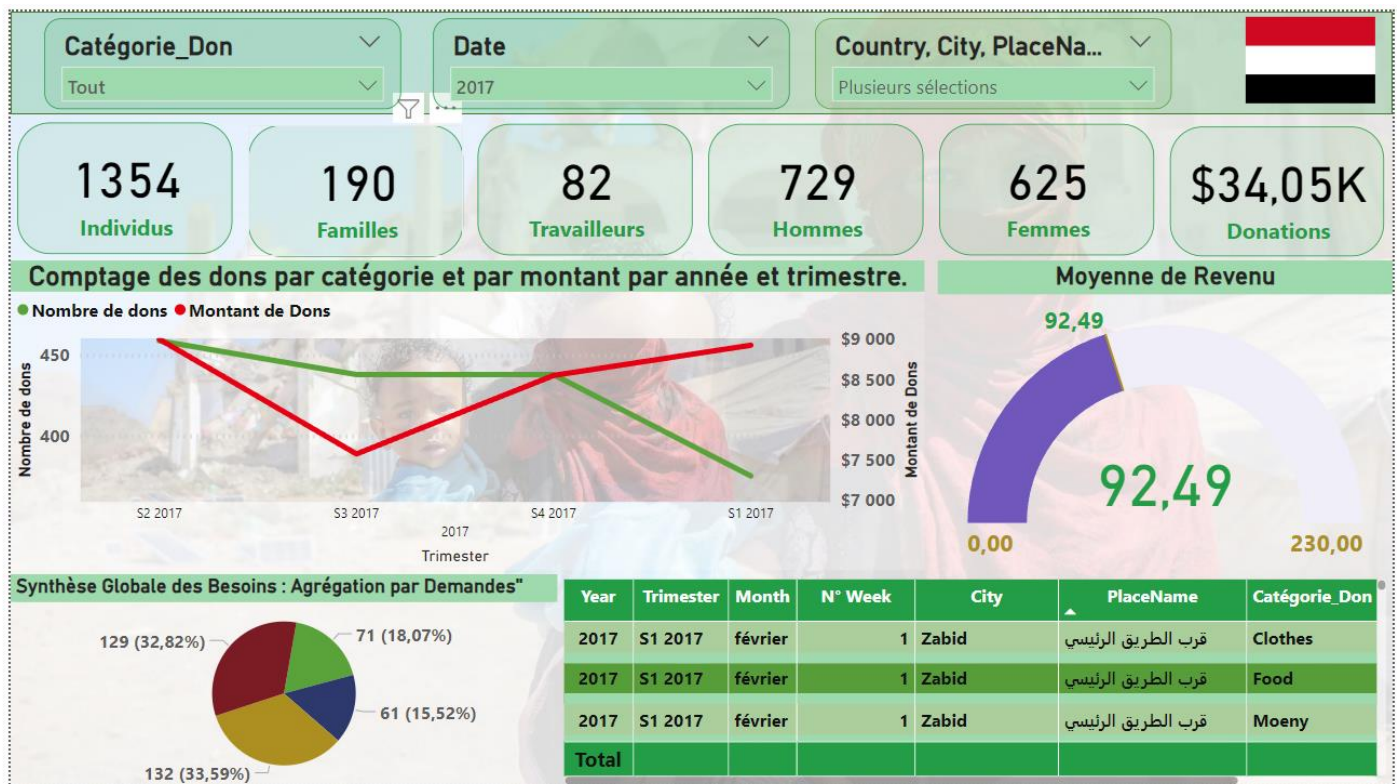 Catégorie_Don
Tout
Date
2017
Country, City, PlaceNa...
Plusieurs sélections
1354
Individus
190
Familles
82
Travailleurs
729
Hommes
625
Femmes
$34,05K
Donations
Comptage des dons par catégorie et par montant par année et trimestre.
Nombre de dons Montant de Dons
Nombre de dons
450
400
$9 000
$8 500
$8 000
$7 500
$7 000
Montant de Dons
S2 2017 S3 2017 S4 2017 S1 2017
2017
Trimester
Moyenne de Revenu
92,49
92,49
0,00 230,00
Synthèse Globale des Besoins : Agrégation par Demandes"
129 (32,82%)
71 (18,07%)
61 (15,52%)
132 (33,59%)
Year Trimester Month N° Week City PlaceName Catégorie_Don
2017 S1 2017 février 1 Zabid قرب الطريق الرئيسي Clothes
2017 S1 2017 février 1 Zabid قرب الطريق الرئيسي Food
2017 S1 2017 février 1 Zabid قرب الطريق الرئيسي Moeny
Total